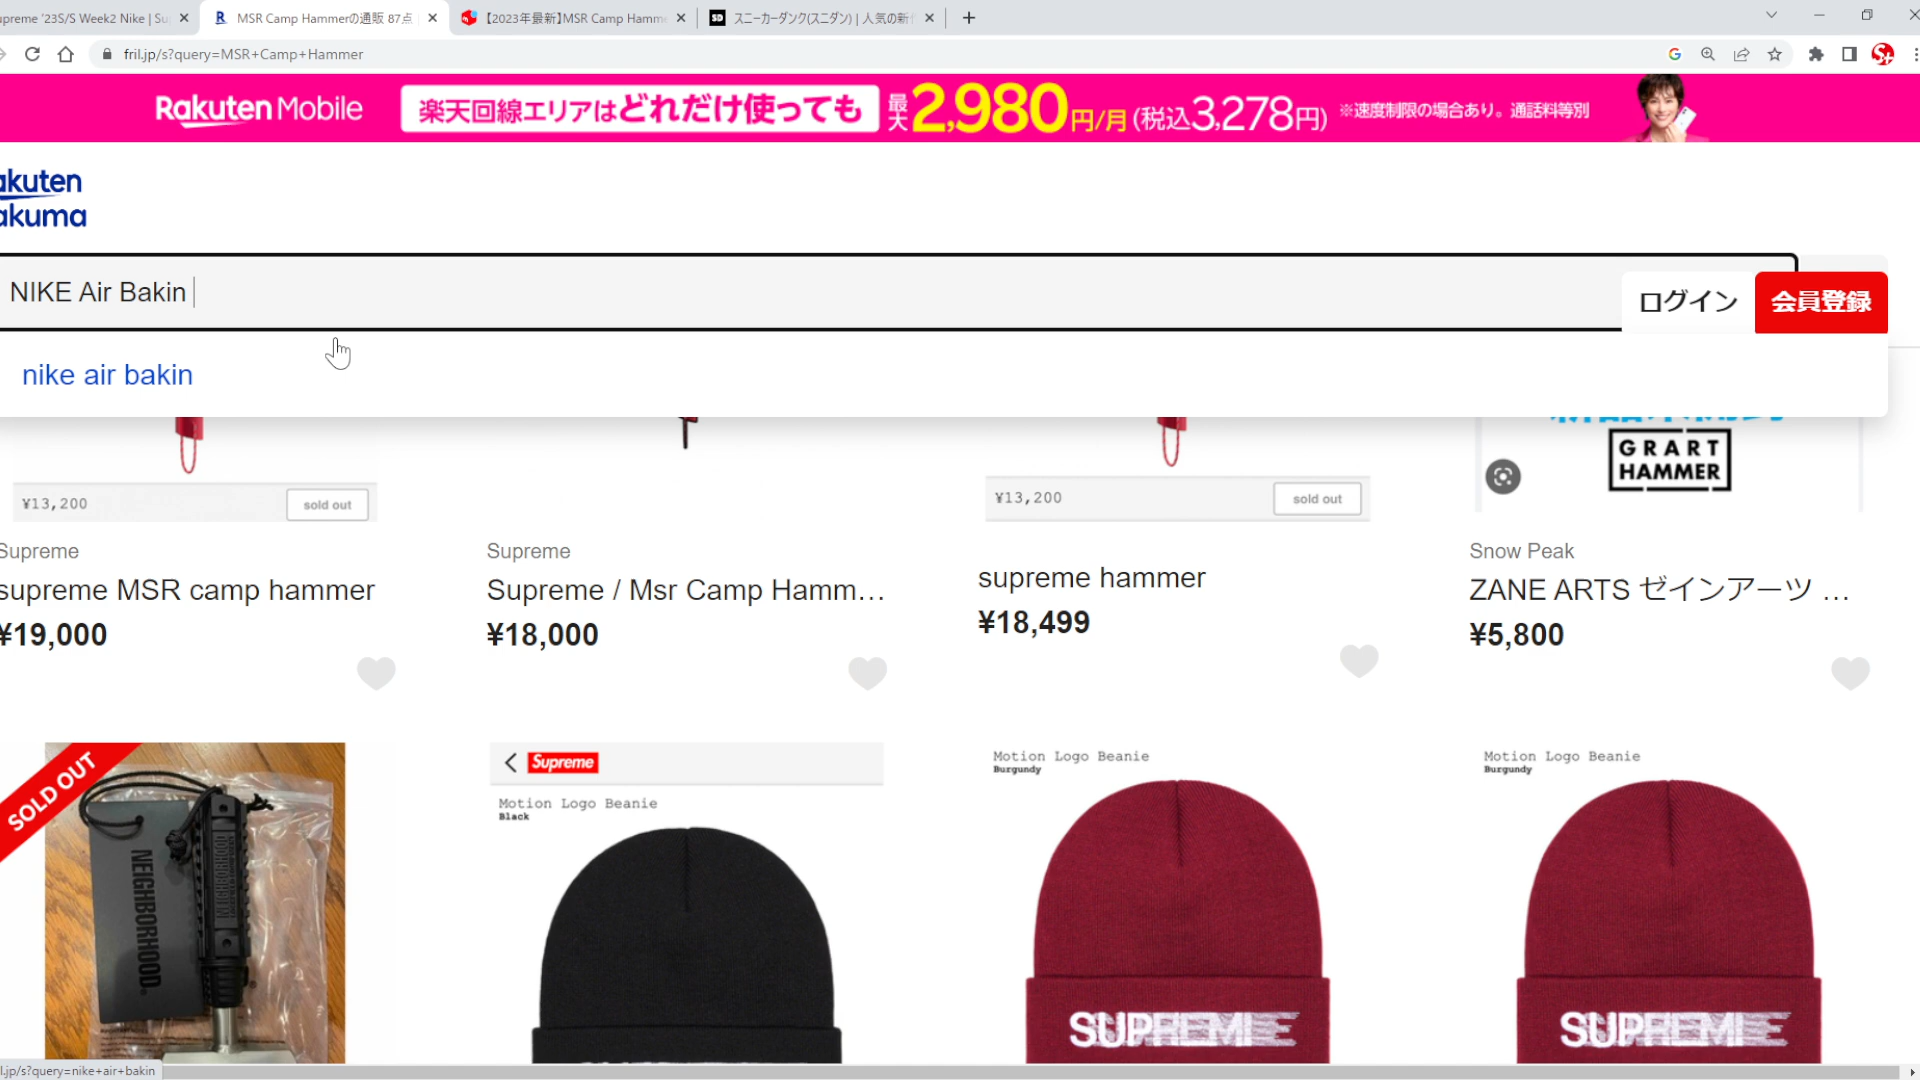 upreme '23S/S Week2 Nike | Su
MSR Camp Hammerの通販 87点
【2023年最新】MSR Camp Hamme
SD スニーカーダンク(スニダン) | 人気の新作
fril.jp/s?query=MSR+Camp+Hammer
Rakuten Mobile 楽天回線エリアはどれだけ使っても 最大2,980円/月(税込3,278円) ※速度制限の場合あり。通話料等別
akuten
akuma
NIKE Air Bakin
ログイン
会員登録
nike air bakin
GRART
HAMMER
¥13,200 sold out
¥13,200 sold out
Supreme
supreme MSR camp hammer
¥19,000
Supreme
Supreme / Msr Camp Hamm...
¥18,000
supreme hammer
¥18,499
Snow Peak
ZANE ARTS ゼインアーツ ...
¥5,800
SOLD OUT
NEIGHBORHOOD.
NEIGHBORHOOD
Supreme
Motion Logo Beanie
Black
Motion Logo Beanie
Burgundy
SUPREME
Motion Logo Beanie
Burgundy
SUPREME
l.jp/s?query=nike+air+bakin